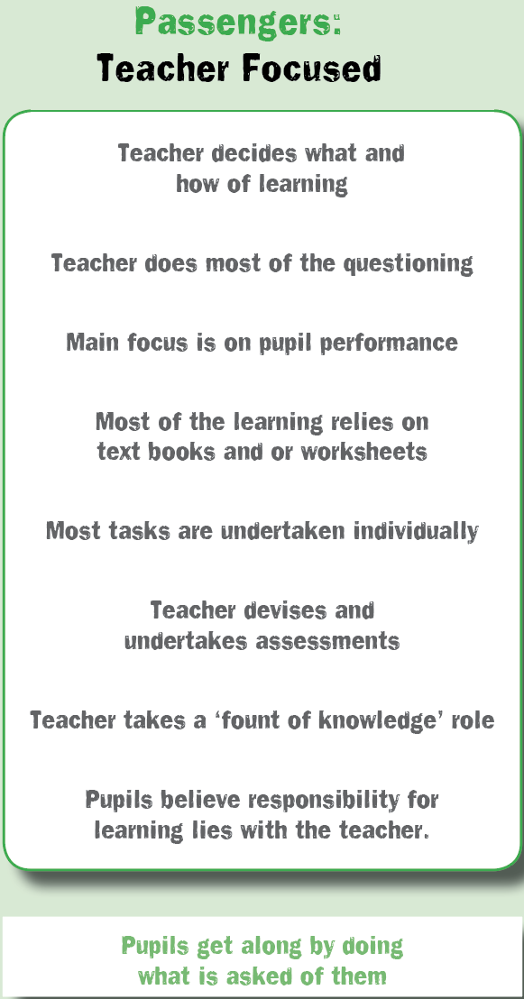 Passengers:
Teacher Focused
Teacher decides what and
how of learning
Teacher does most of the questioning
Main focus is on pupil performance
Most of the learning relies on
text books and or worksheets
Most tasks are undertaken individually
Teacher devises and
undertakes assessments
Teacher takes a ‘fount of knowledge’ role
Pupils believe responsibility for
learning lies with the teacher.
Pupils get along by doing
what is asked of them